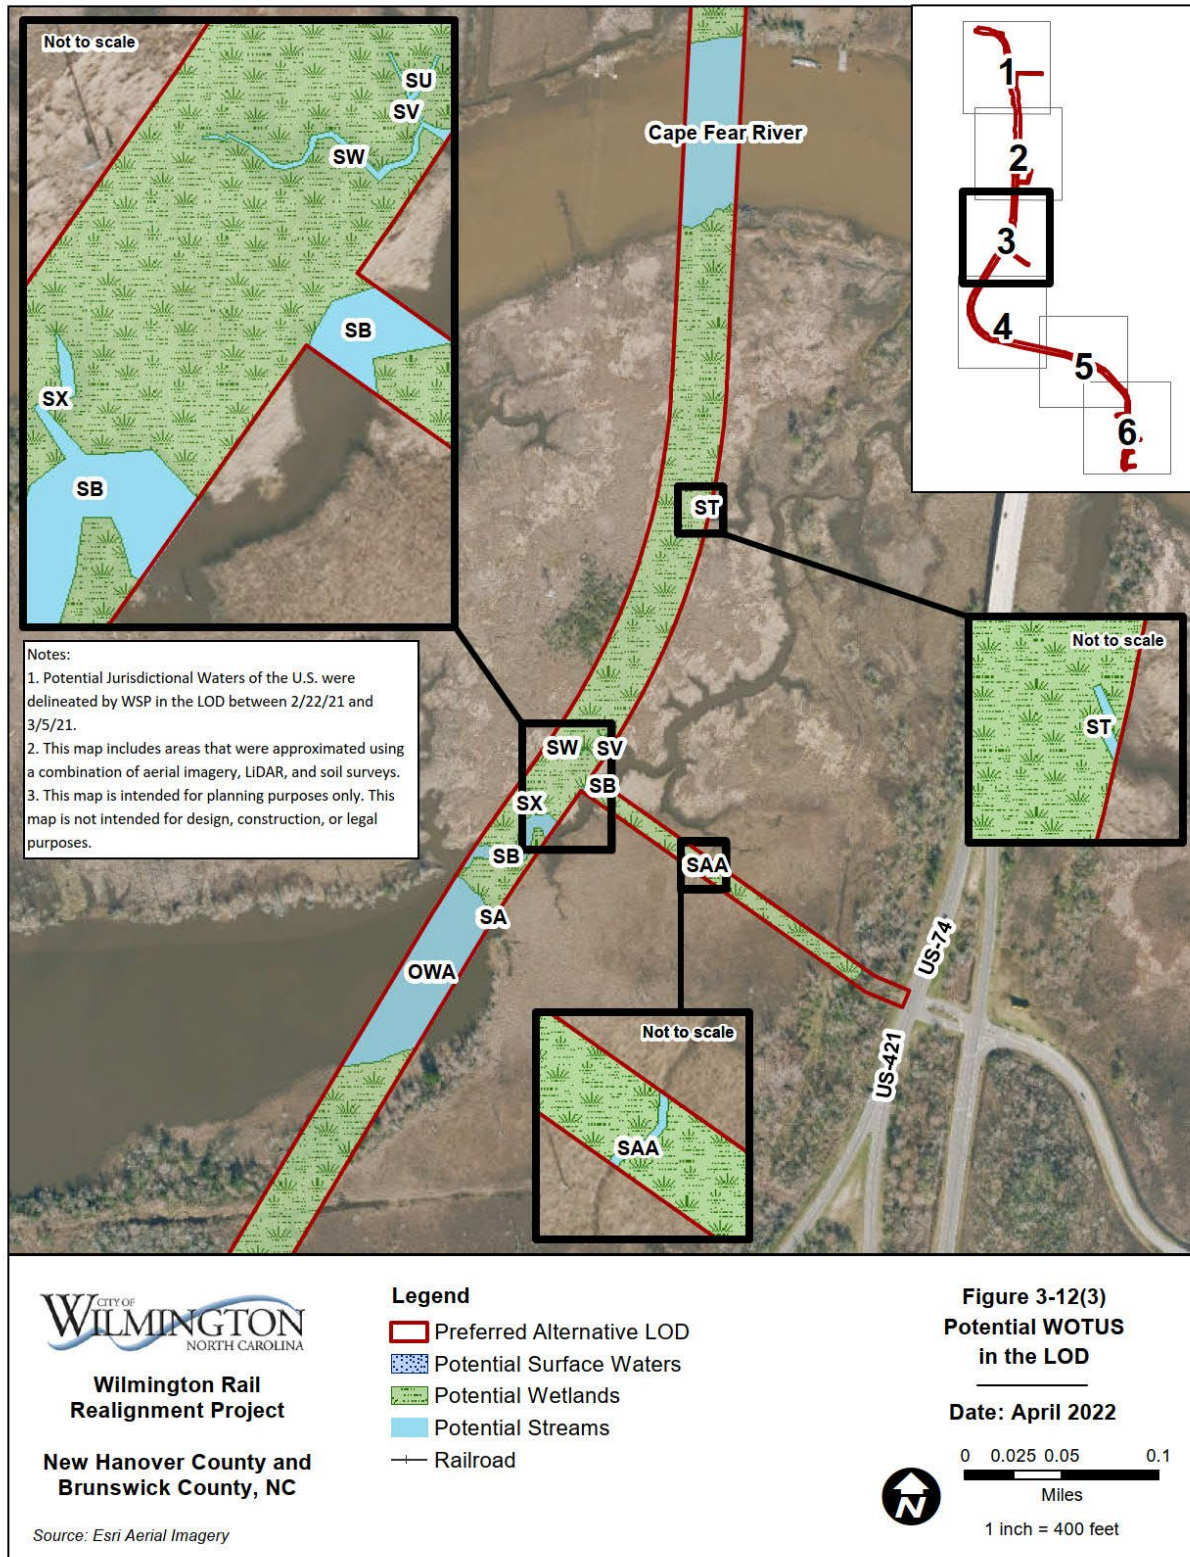 Not to scale
SU
SV
SW
SB
SX
SB
Cape Fear River
1
2
3
4
5
6
ST
Not to scale
ST
Notes:
1. Potential Jurisdictional Waters of the U.S. were
delineated by WSP in the LOD between 2/22/21 and
3/5/21.
2. This map includes areas that were approximated using
a combination of aerial imagery, LiDAR, and soil surveys.
3. This map is intended for planning purposes only. This
map is not intended for design, construction, or legal
purposes.
SW
SV
SB
SX
SB
SAA
SA
OWA
US-74
US-421
Not to scale
SAA
CITY OF
WILMINGTON
NORTH CAROLINA
Wilmington Rail
Realignment Project
New Hanover County and
Brunswick County, NC
Source: Esri Aerial Imagery
Legend
Preferred Alternative LOD
Potential Surface Waters
Potential Wetlands
Potential Streams
Railroad
Figure 3-12(3)
Potential WOTUS
in the LOD
Date: April 2022
0 0.025 0.05 0.1
Miles
N
1 inch = 400 feet